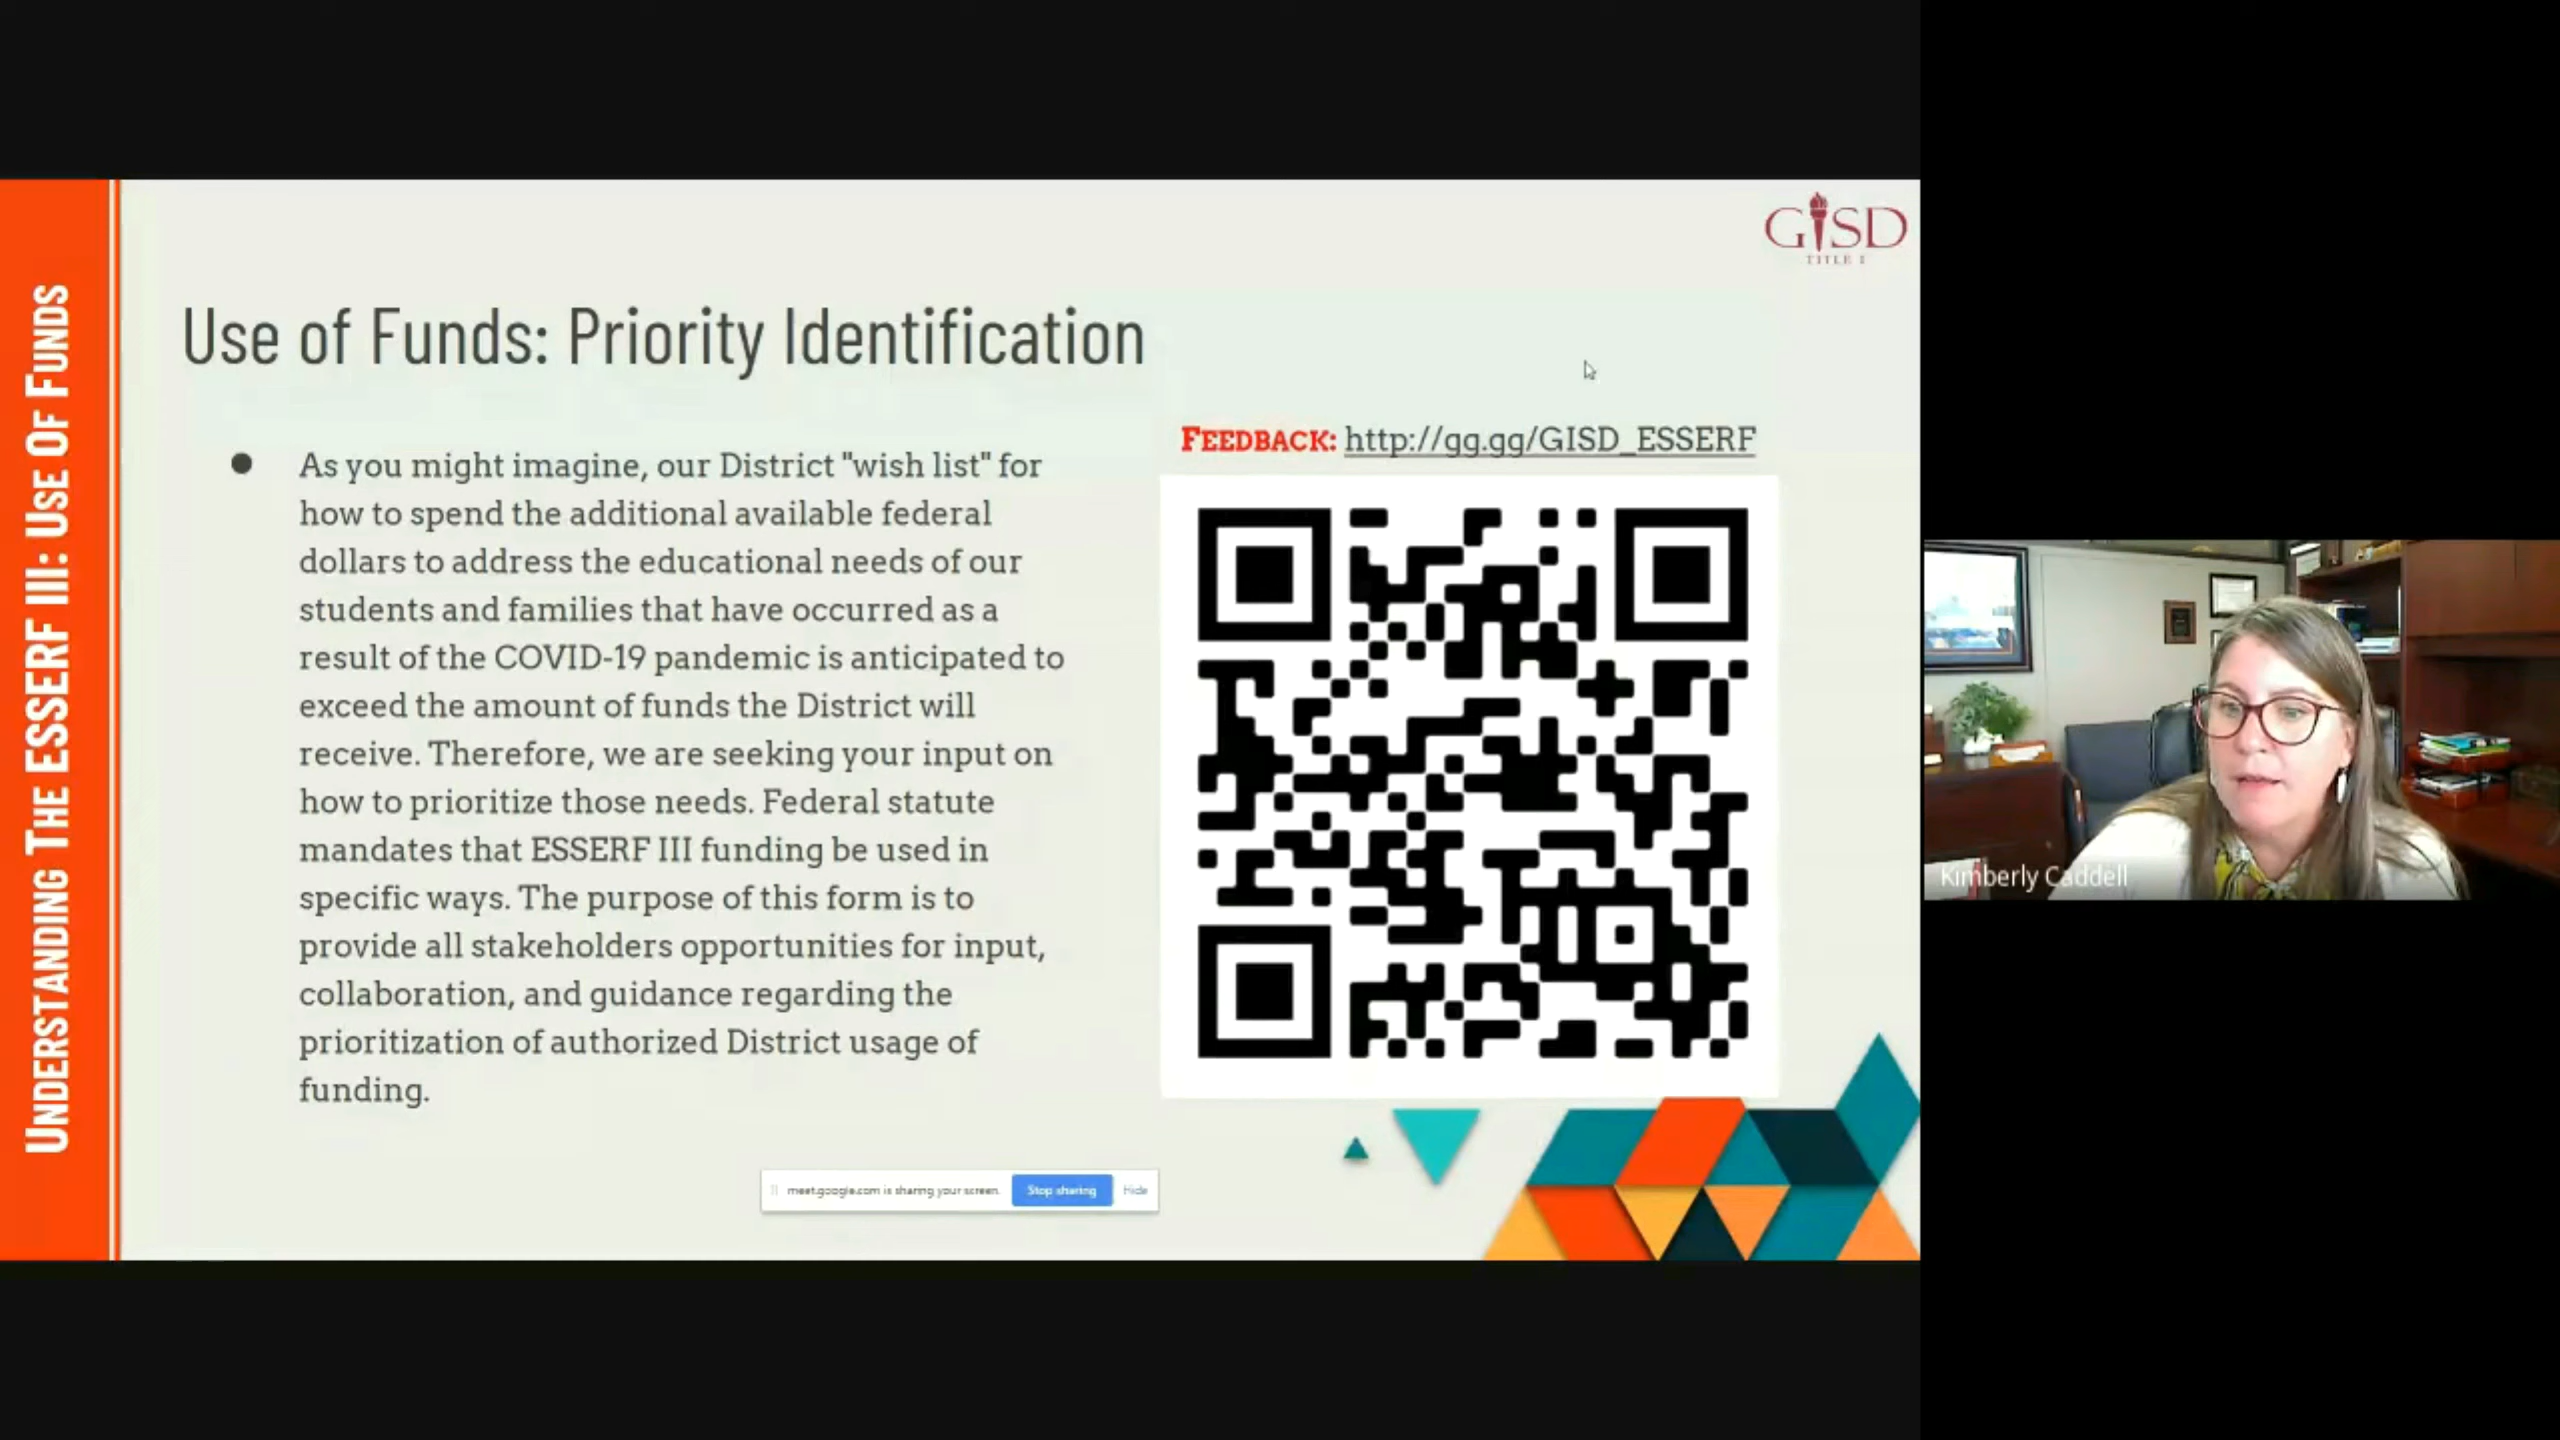 UNDERSTANDING THE ESSERF III: USE OF FUNDS
GISD
TITLE I
Use of Funds: Priority Identification
FEEDBACK: http://gg.gg/GISD_ESSERF
● As you might imagine, our District "wish list" for
how to spend the additional available federal
dollars to address the educational needs of our
students and families that have occurred as a
result of the COVID-19 pandemic is anticipated to
exceed the amount of funds the District will
receive. Therefore, we are seeking your input on
how to prioritize those needs. Federal statute
mandates that ESSERF III funding be used in
specific ways. The purpose of this form is to
provide all stakeholders opportunities for input,
collaboration, and guidance regarding the
prioritization of authorized District usage of
funding.
meet.google.com is sharing your screen. Stop sharing Hide
Kimberly Caddell